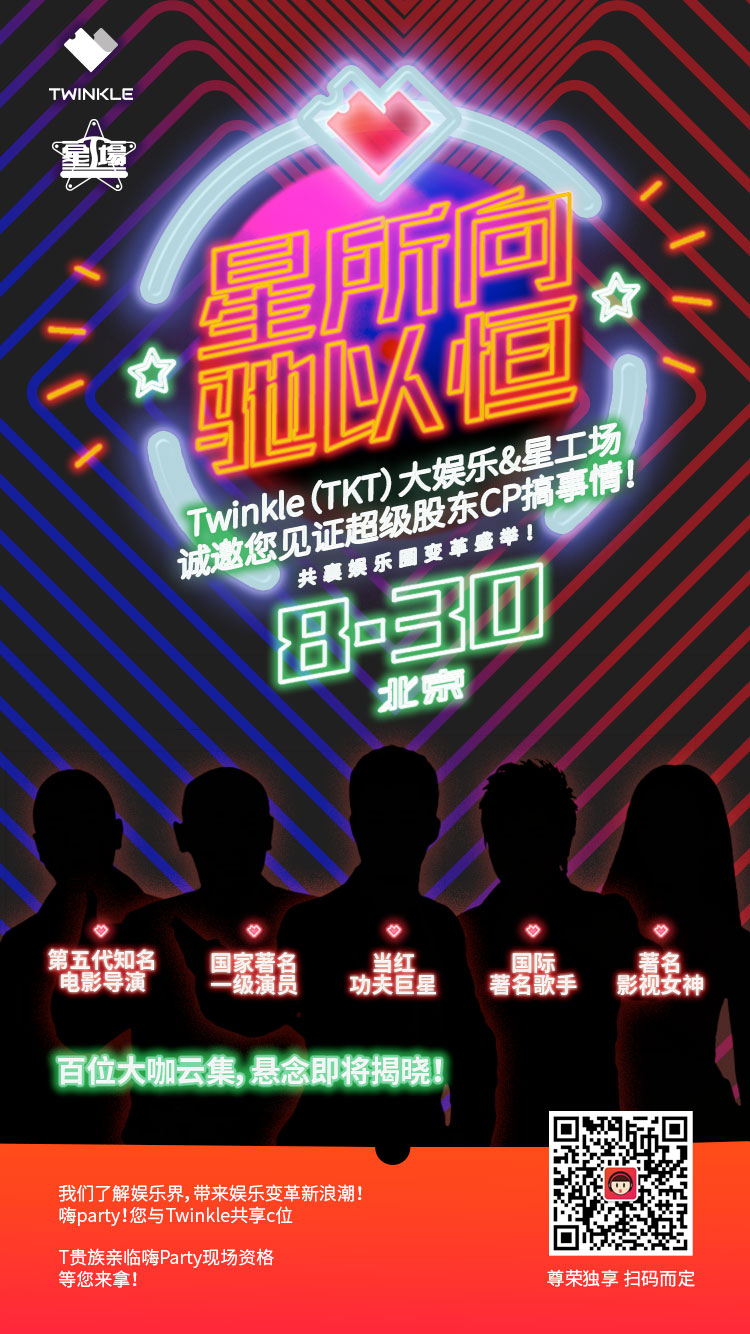 TWINKLE
星工場
星所向
驰以恒
Twinkle（TKT）大娱乐&星工场
诚邀您见证超级股东CP搞事情！
共襄娱乐圈变革盛举！
8-30
北京
第五代知名
电影导演
国家著名
一级演员
当红
功夫巨星
国际
著名歌手
著名
影视女神
百位大咖云集，悬念即将揭晓！
我们了解娱乐界，带来娱乐变革新浪潮！
嗨party！您与Twinkle共享c位
T贵族亲临嗨Party现场资格
等您来拿！
尊荣独享 扫码而定